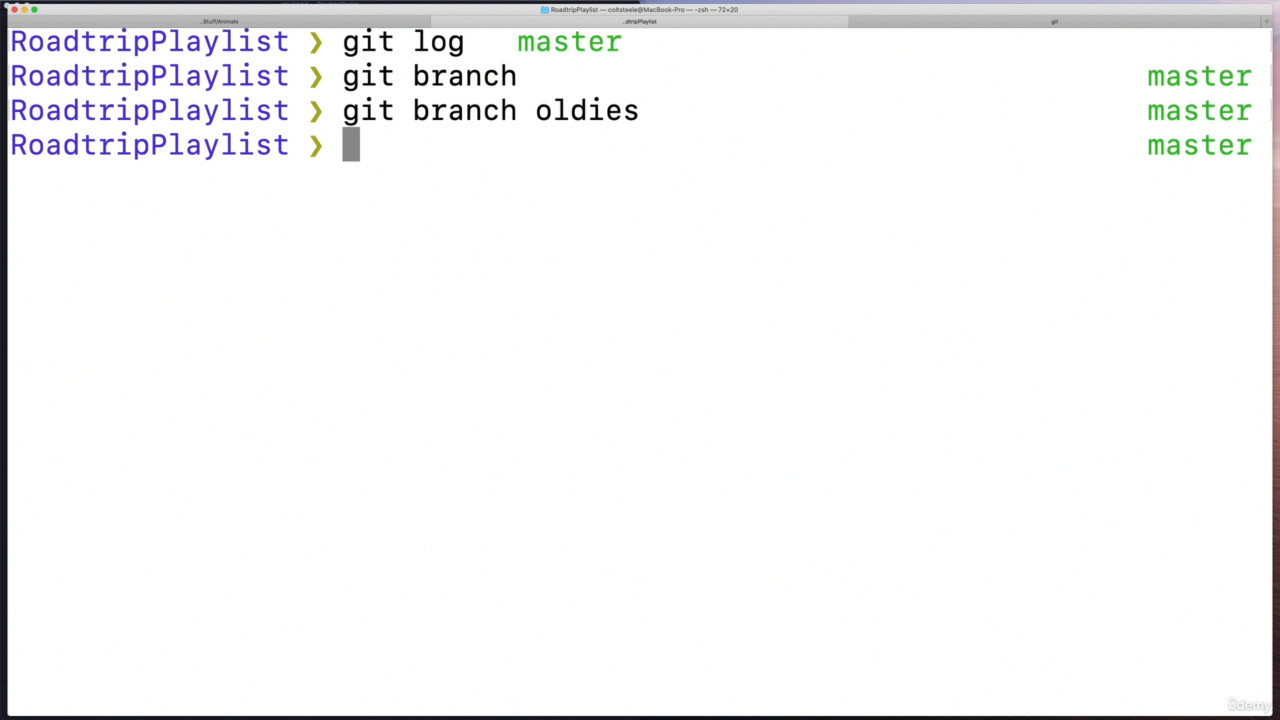 RoadtripPlaylist — coltsteele@MacBook-Pro — -zsh — 72×20
..Stuff/Animals ..dtripPlaylist git +
RoadtripPlaylist ❯ git log master
RoadtripPlaylist ❯ git branch master
RoadtripPlaylist ❯ git branch oldies master
RoadtripPlaylist ❯ master
ûdemy